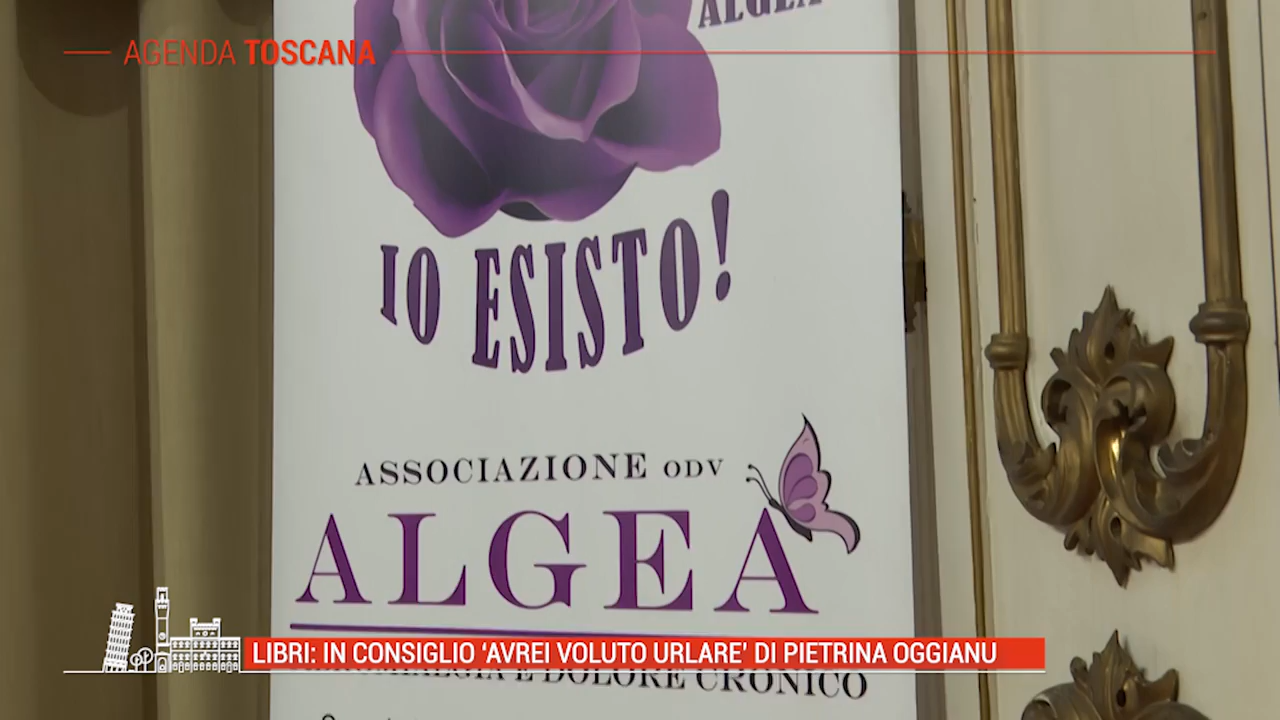 AGENDA TOSCANA
ALGEA
IO ESISTO!
ASSOCIAZIONE ODV
ALGEA
LIBRI: IN CONSIGLIO ‘AVREI VOLUTO URLARE’ DI PIETRINA OGGIANU
E DOLORE CRONICO